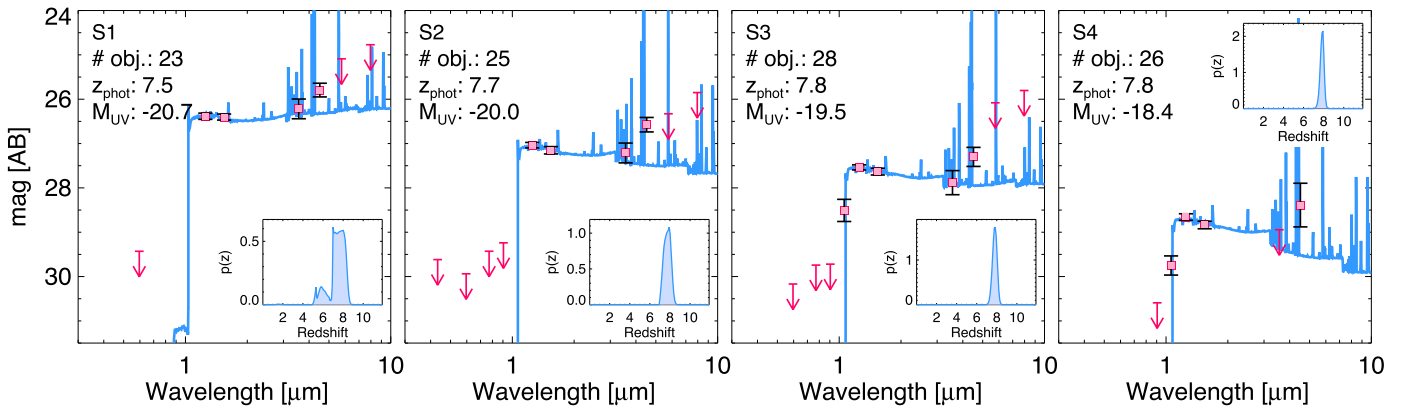 S1
# obj.: 23
z_phot: 7.5
M_UV: -20.7
S2
# obj.: 25
z_phot: 7.7
M_UV: -20.0
S3
# obj.: 28
z_phot: 7.8
M_UV: -19.5
S4
# obj.: 26
z_phot: 7.8
M_UV: -18.4
mag [AB]
24
26
28
30
p(z)
0.5
0.0
2 4 6 8 10
Redshift
p(z)
1.0
0.5
0.0
2 4 6 8 10
Redshift
p(z)
1
0
2 4 6 8 10
Redshift
p(z)
2
1
0
2 4 6 8 10
Redshift
1
1
1
1 10
Wavelength [μm]
Wavelength [μm]
Wavelength [μm]
Wavelength [μm]